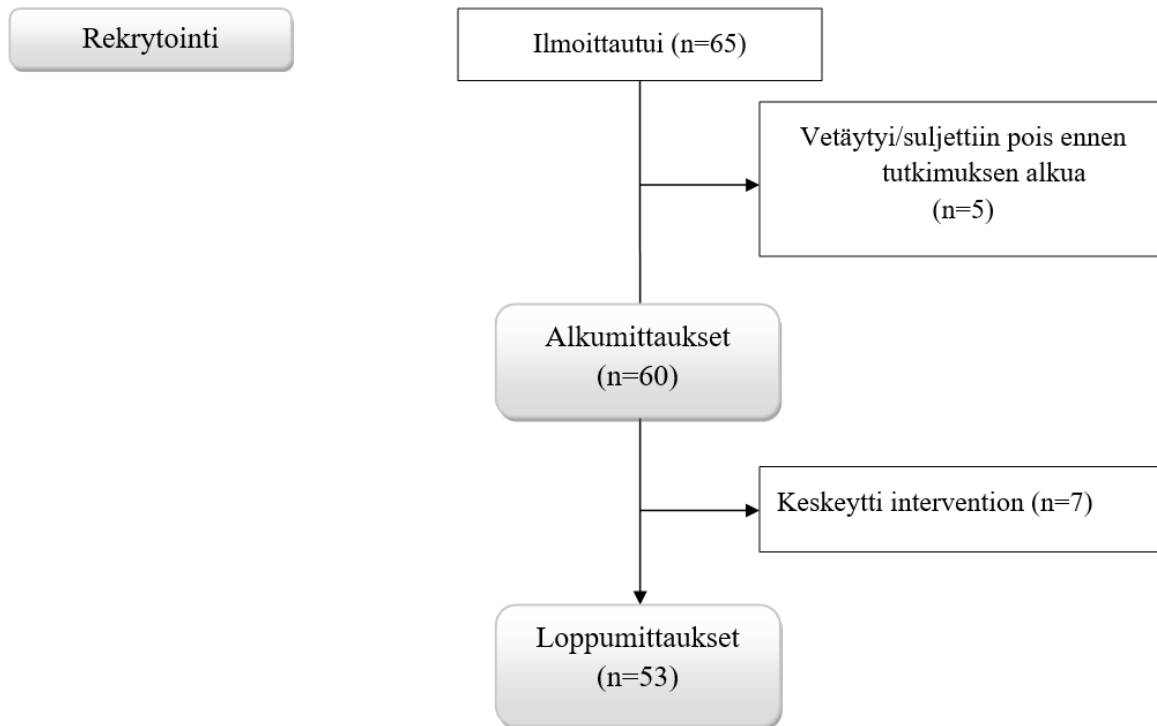 Rekrytointi
Ilmoittautui (n=65)
Vetäytyi/suljettiin pois ennen
tutkimuksen alkua
(n=5)
Alkumittaukset
(n=60)
Keskeytti intervention (n=7)
Loppumittaukset
(n=53)